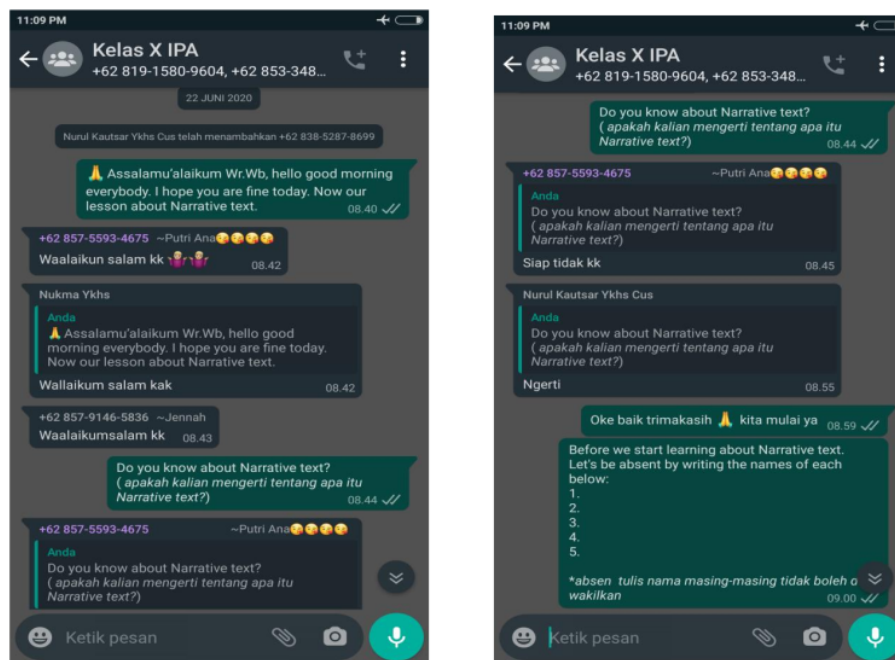 11:09 PM
Kelas X IPA
+62 819-1580-9604, +62 853-348...
22 JUNI 2020
Nurul Kautsar Ykhs Cus telah menambahkan +62 838-5287-8699
🙏 Assalamu'alaikum Wr.Wb, hello good morning
everybody. I hope you are fine today. Now our
lesson about Narrative text.
08.40
+62 857-5593-4675 ~Putri Ana😘😘😘😘
Waalaikun salam kk 🤷‍♀️🤷‍♀️
08.42
Nukma Ykhs
Anda
🙏 Assalamu'alaikum Wr.Wb, hello good
morning everybody. I hope you are fine today.
Now our lesson about Narrative text.
Wallaikum salam kak
08.42
+62 857-9146-5836 ~Jennah
Waalaikumsalam kk 08.43
Do you know about Narrative text?
( apakah kalian mengerti tentang apa itu
Narrative text?)
08.44
+62 857-5593-4675 ~Putri Ana😘😘😘😘
Anda
Do you know about Narrative text?
( apakah kalian mengerti tentang apa itu
Narrative text?)
Ketik pesan
11:09 PM
Kelas X IPA
+62 819-1580-9604, +62 853-348...
Do you know about Narrative text?
( apakah kalian mengerti tentang apa itu
Narrative text?)
08.44
+62 857-5593-4675 ~Putri Ana😘😘😘😘
Anda
Do you know about Narrative text?
( apakah kalian mengerti tentang apa itu
Narrative text?)
Siap tidak kk
08.45
Nurul Kautsar Ykhs Cus
Anda
Do you know about Narrative text?
( apakah kalian mengerti tentang apa itu
Narrative text?)
Ngerti
08.55
Oke baik trimakasih 🙏 kita mulai ya 08.59
Before we start learning about Narrative text.
Let's be absent by writing the names of each
below:
1.
2.
3.
4.
5.
*absen tulis nama masing-masing tidak boleh
wakilkan
09.00
Ketik pesan